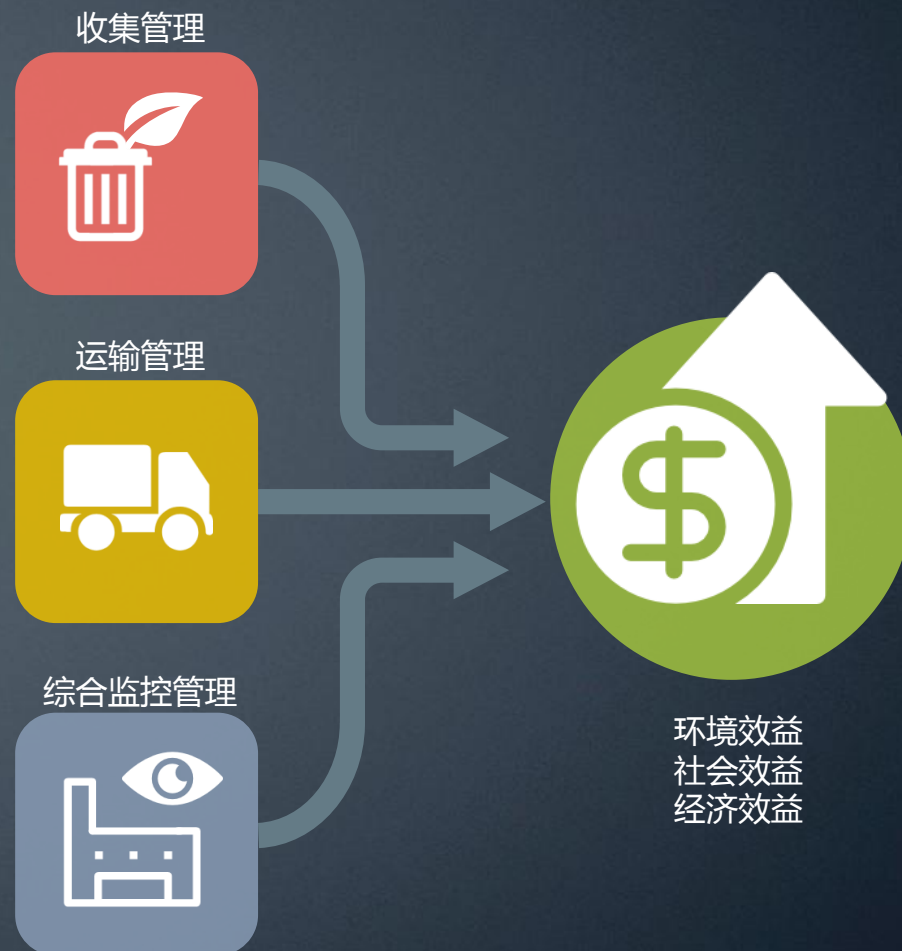 收集管理
运输管理
综合监控管理
环境效益
社会效益
经济效益